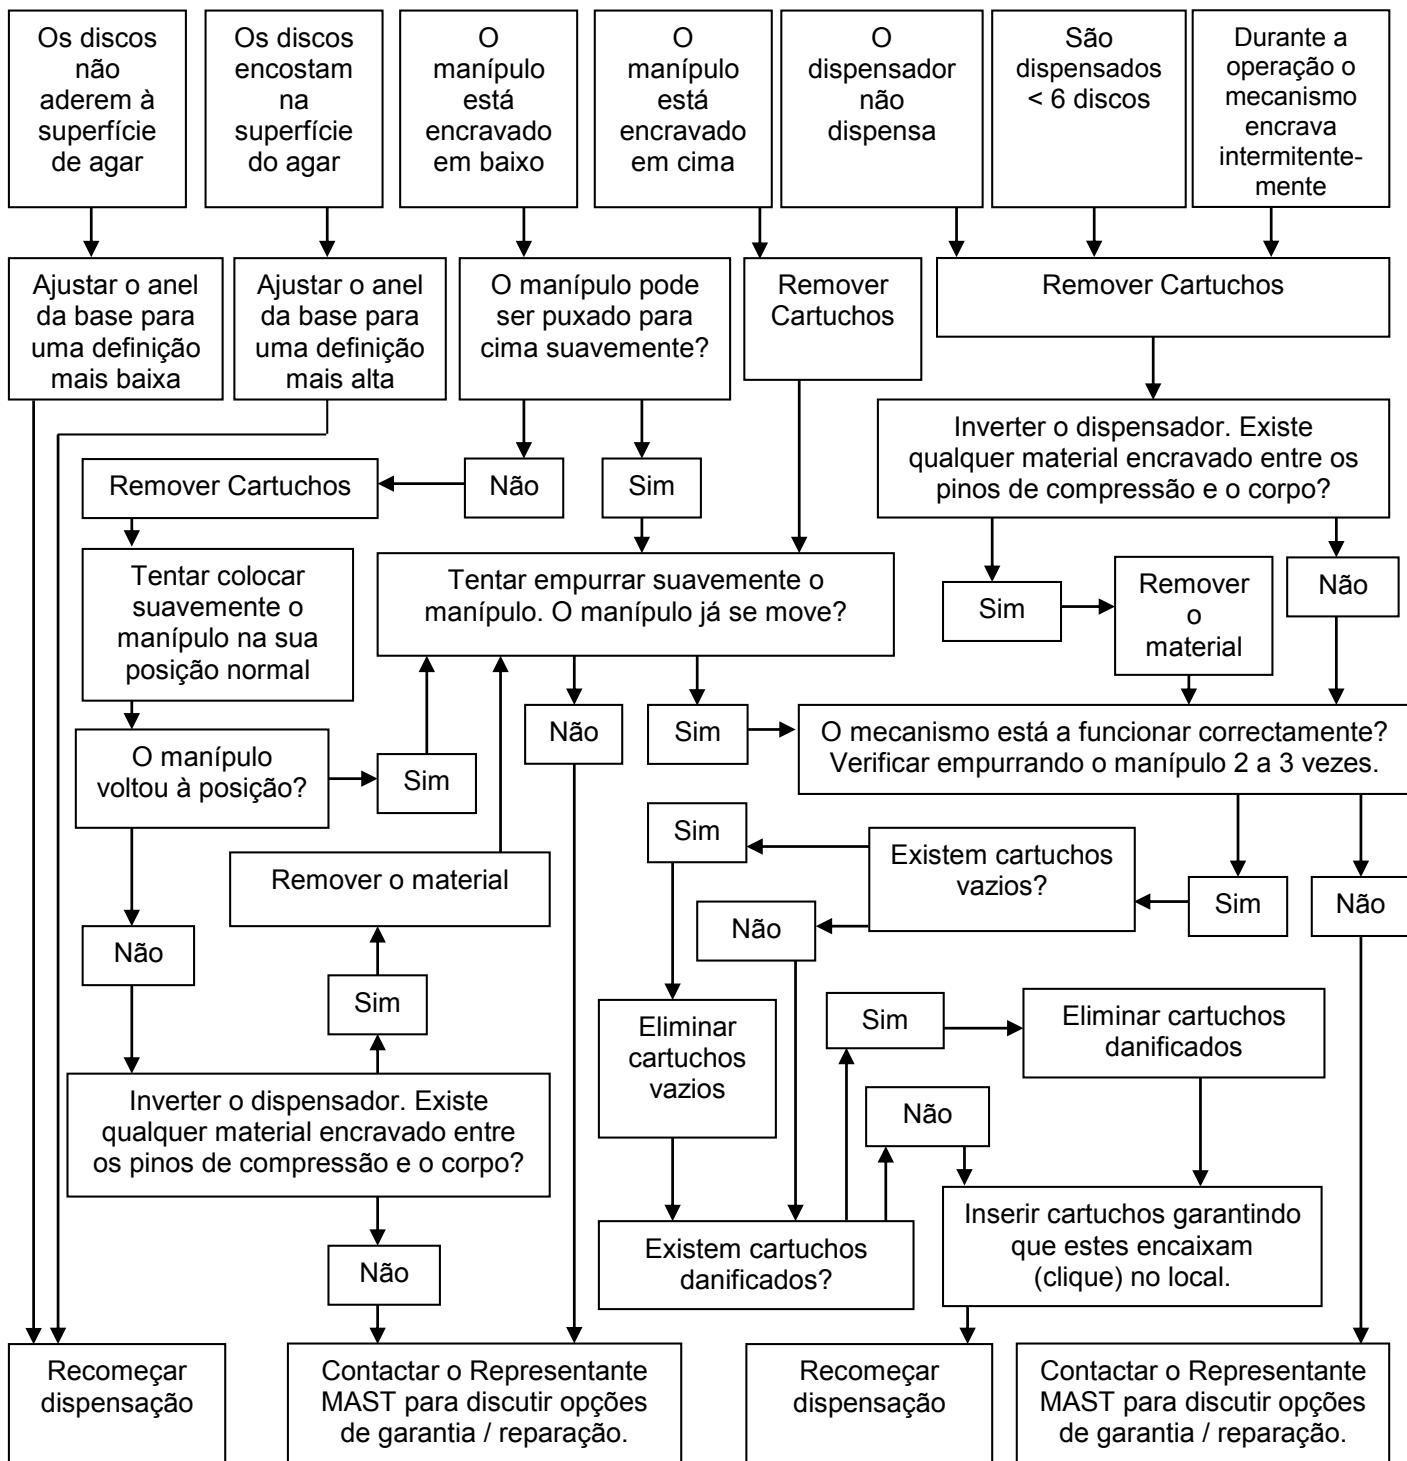 Os discos
não
aderem à
superfície
de agar
Os discos
encostam
na
superfície
do agar
O
manípulo
está
encravado
em baixo
O
manípulo
está
encravado
em cima
O
dispensador
não
dispensa
São
dispensados
< 6 discos
Durante a
operação o
mecanismo
encrava
intermitente-
mente
Ajustar o anel
da base para
uma definição
mais baixa
Ajustar o anel
da base para
uma definição
mais alta
O manípulo pode
ser puxado para
cima suavemente?
Remover
Cartuchos
Remover Cartuchos
Inverter o dispensador. Existe
qualquer material encravado entre os
pinos de compressão e o corpo?
Remover Cartuchos
Não
Sim
Tentar colocar
suavemente o
manípulo na sua
posição normal
Tentar empurrar suavemente o
manípulo. O manípulo já se move?
Sim
Remover
o
material
Não
O manípulo
voltou à posição?
Sim
Não
Sim
O mecanismo está a funcionar correctamente?
Verificar empurrando o manípulo 2 a 3 vezes.
Remover o material
Sim
Existem cartuchos
vazios?
Sim
Não
Não
Não
Sim
Eliminar
cartuchos
vazios
Sim
Eliminar cartuchos
danificados
Inverter o dispensador. Existe
qualquer material encravado entre
os pinos de compressão e o corpo?
Não
Não
Existem cartuchos
danificados?
Inserir cartuchos garantindo
que estes encaixam
(clique) no local.
Recomeçar
dispensação
Contactar o Representante
MAST para discutir opções
de garantia / reparação.
Recomeçar
dispensação
Contactar o Representante
MAST para discutir opções
de garantia / reparação.